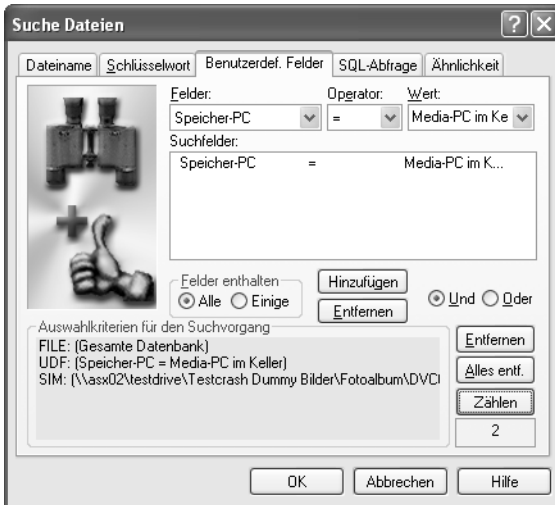 Suche Dateien
Dateiname Schlüsselwort Benutzerdef. Felder SQL-Abfrage Ähnlichkeit
Felder: Operator: Wert:
Speicher-PC = Media-PC im Ke
Suchfelder:
Speicher-PC = Media-PC im K...
Felder enthalten
Alle Einige
Hinzufügen
Entfernen
Und Oder
Auswahlkriterien für den Suchvorgang
FILE: (Gesamte Datenbank)
UDF: (Speicher-PC = Media-PC im Keller)
SIM: (\\asx02\testdrive\Testcrash Dummy Bilder\Fotoalbum\DVC(
Entfernen
Alles entf.
Zählen
2
OK Abbrechen Hilfe